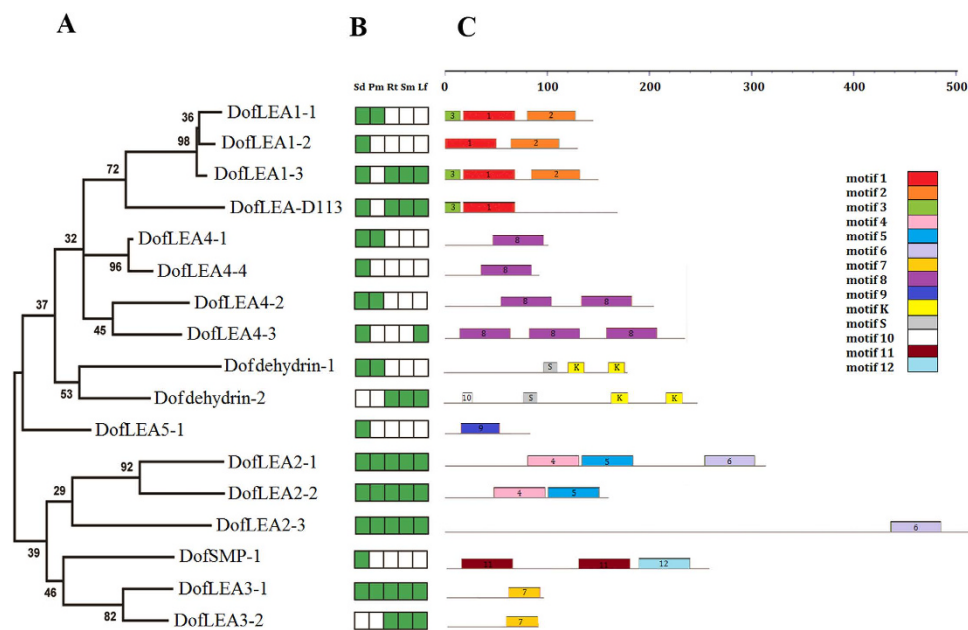 A B C
0 100 200 300 400 500
Sd Pm Rt Sm Lf
36 DofLEA1-1 3 1 2
98 DofLEA1-2 1 2
DofLEA1-3 3 1 2
72 DofLEA-D113 3 1
32 DofLEA4-1 8
96 DofLEA4-4 8
37 DofLEA4-2 8 8
45 DofLEA4-3 8 8 8
Dofdehydrin-1 S K K
53 Dofdehydrin-2 10 S K K
DofLEA5-1 9
92 DofLEA2-1 4 5 6
29 DofLEA2-2 4 5
DofLEA2-3 6
39 DofSMP-1 11 11 12
46 DofLEA3-1 7
82 DofLEA3-2 7
motif 1
motif 2
motif 3
motif 4
motif 5
motif 6
motif 7
motif 8
motif 9
motif K
motif S
motif 10
motif 11
motif 12